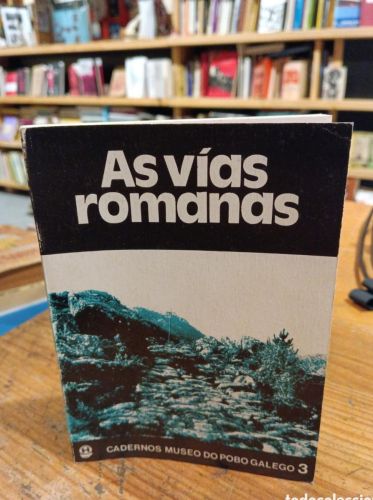 As vías
romanas
CADERNOS MUSEO DO POBO GALEGO 3